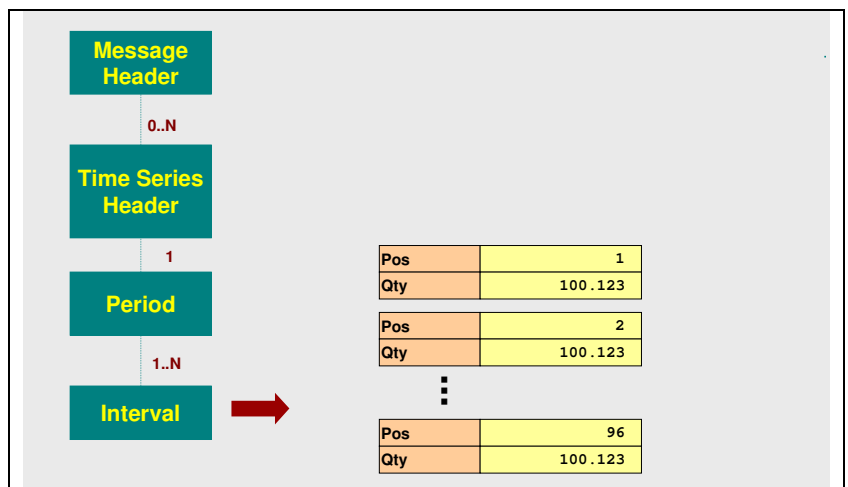 Message
Header
0..N
Time Series
Header
1
Period
1..N
Interval
Pos 1
Qty 100.123
Pos 2
Qty 100.123
Pos 96
Qty 100.123